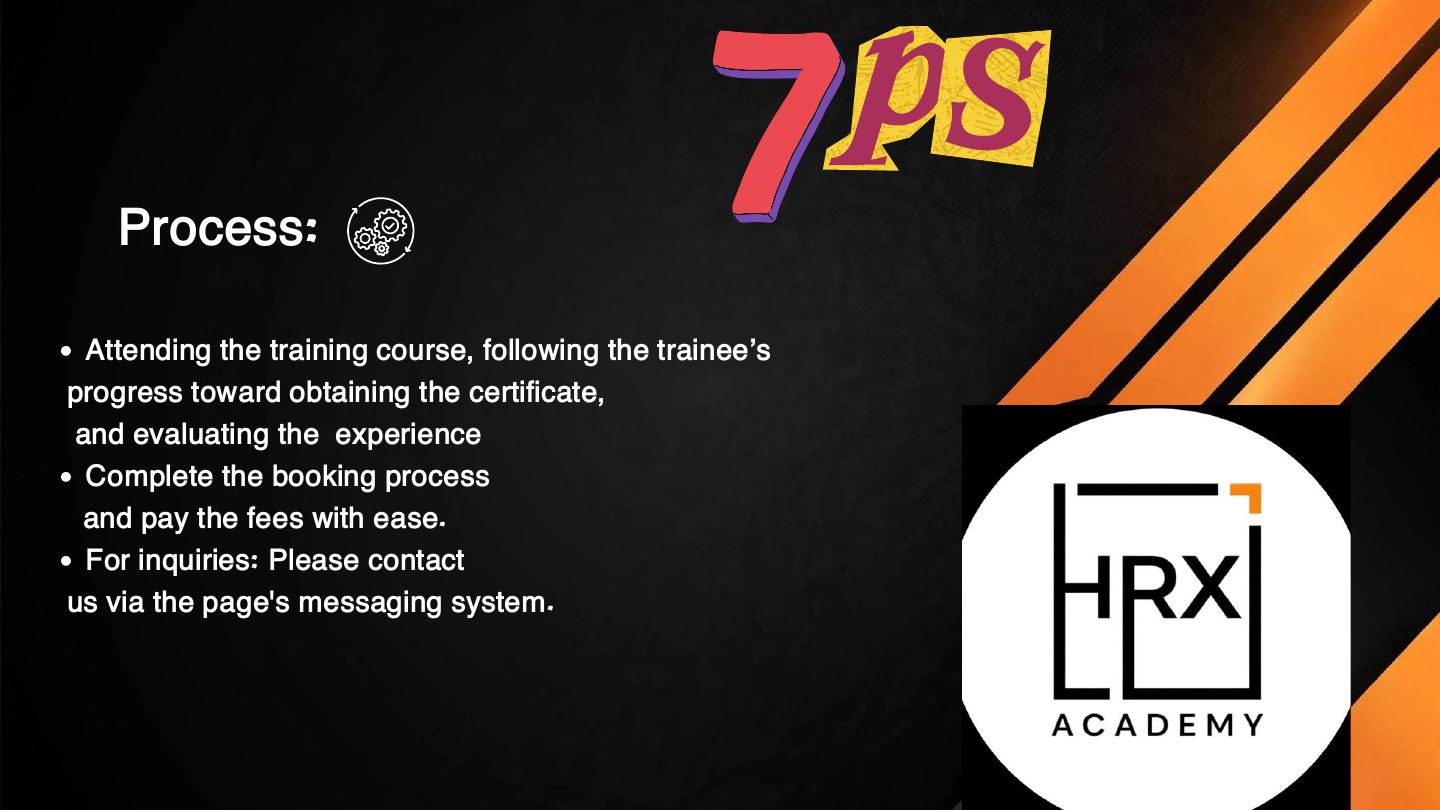 7ps
Process:
• Attending the training course, following the trainee’s
progress toward obtaining the certificate,
and evaluating the  experience
• Complete the booking process
and pay the fees with ease.
• For inquiries: Please contact
us via the page's messaging system.
HRX
ACADEMY